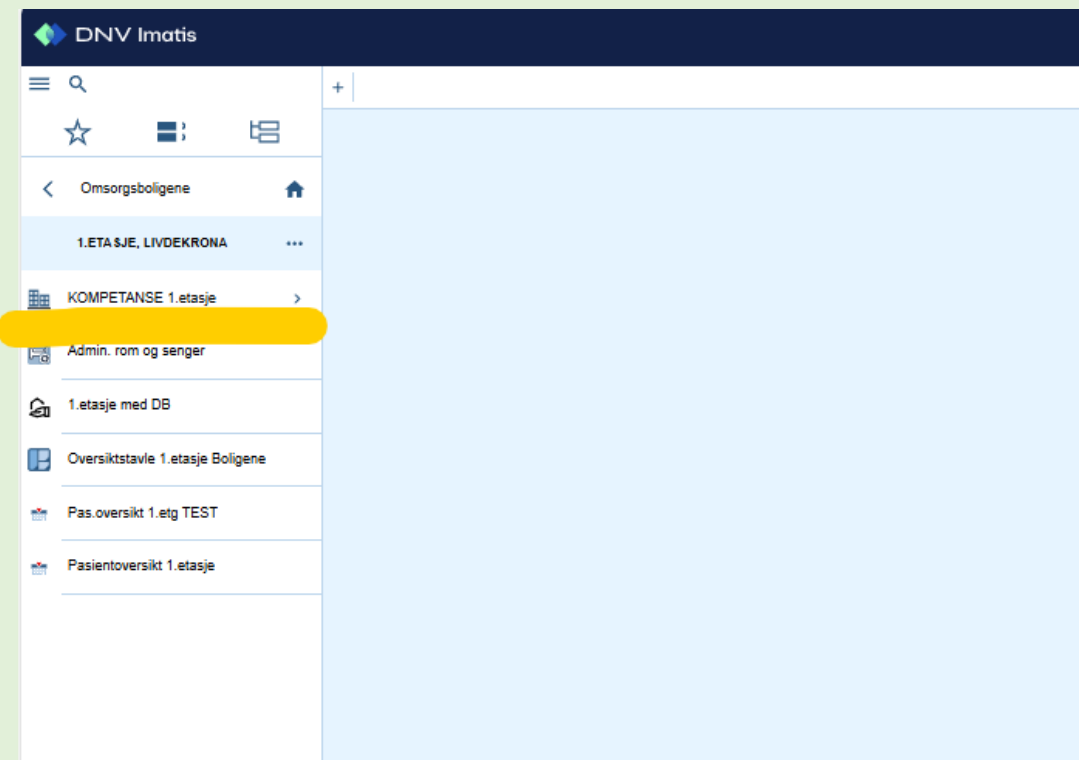 DNV Imatis
Omsorgsboligene
1.ETASJE, LIVDEKRONA
KOMPETANSE 1.etasje
Admin. rom og senger
1.etasje med DB
Oversiktstavle 1.etasje Boligene
Pas.oversikt 1.etg TEST
Pasientoversikt 1.etasje